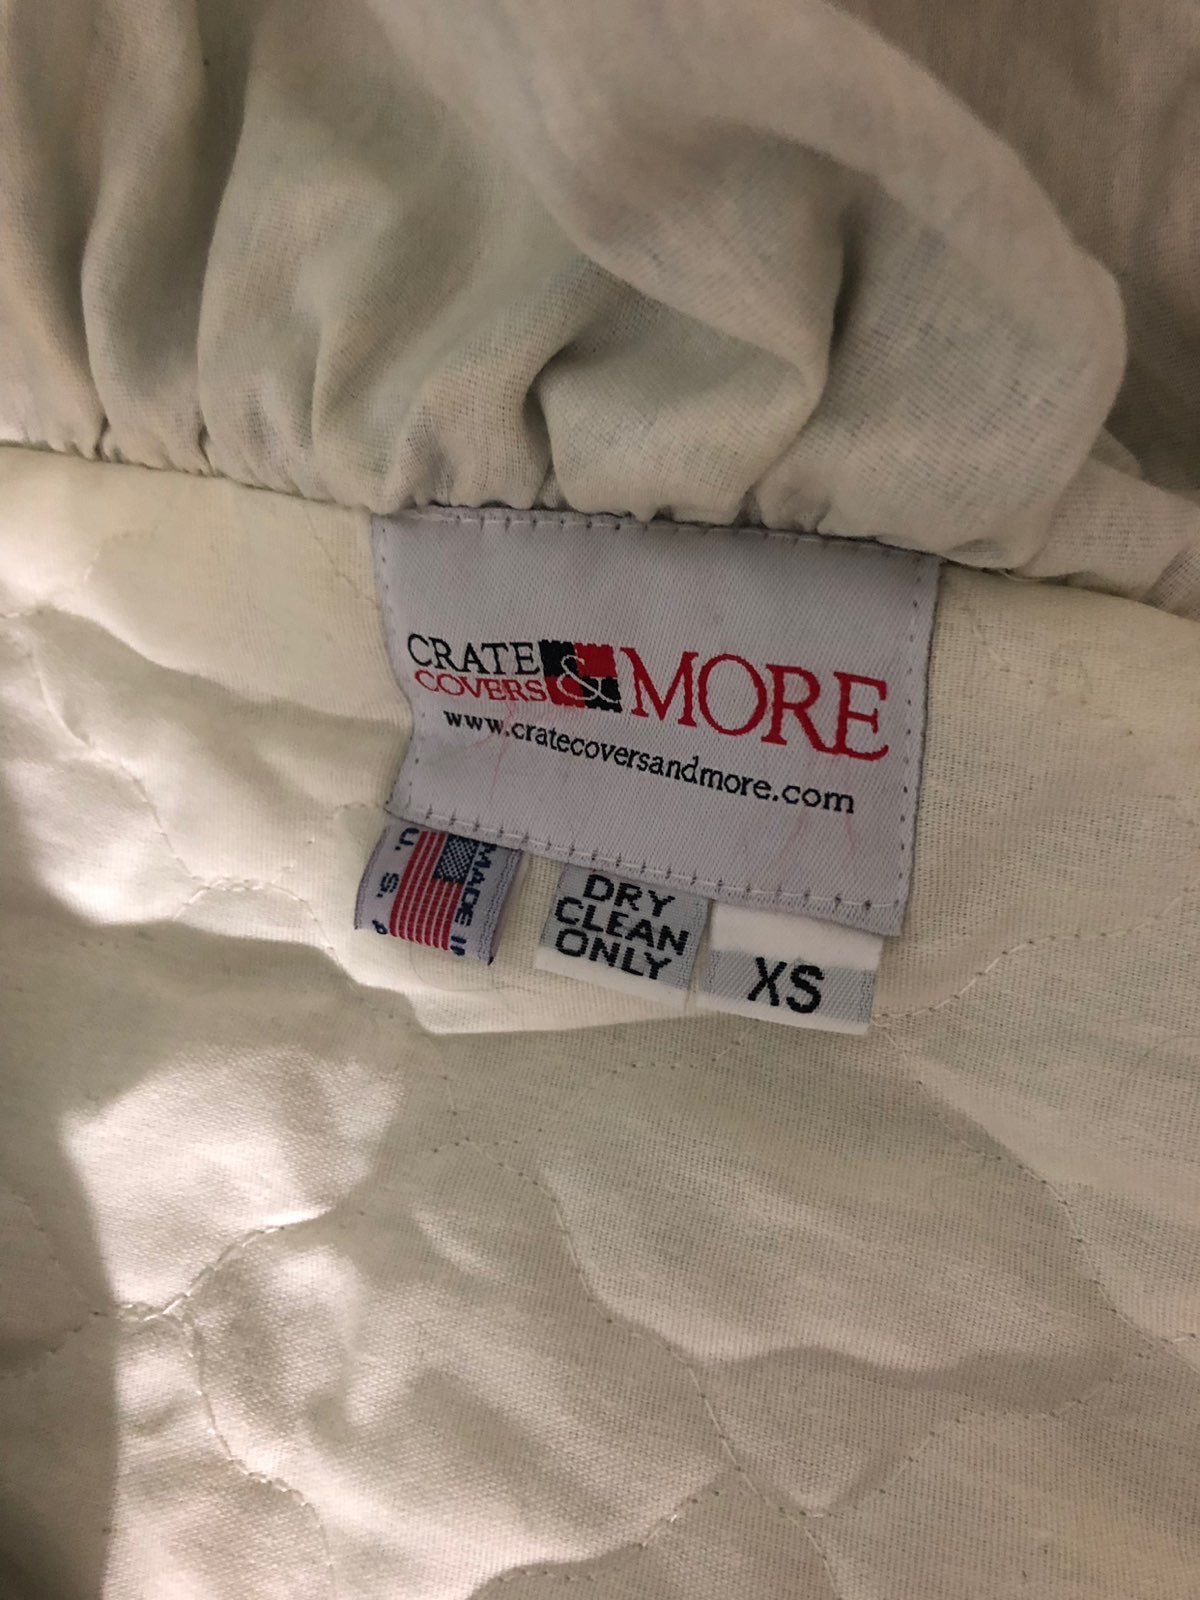 CRATE
COVERS
& MORE
www.cratecoversandmore.com
MADE
U. S.
DRY
CLEAN
ONLY
XS